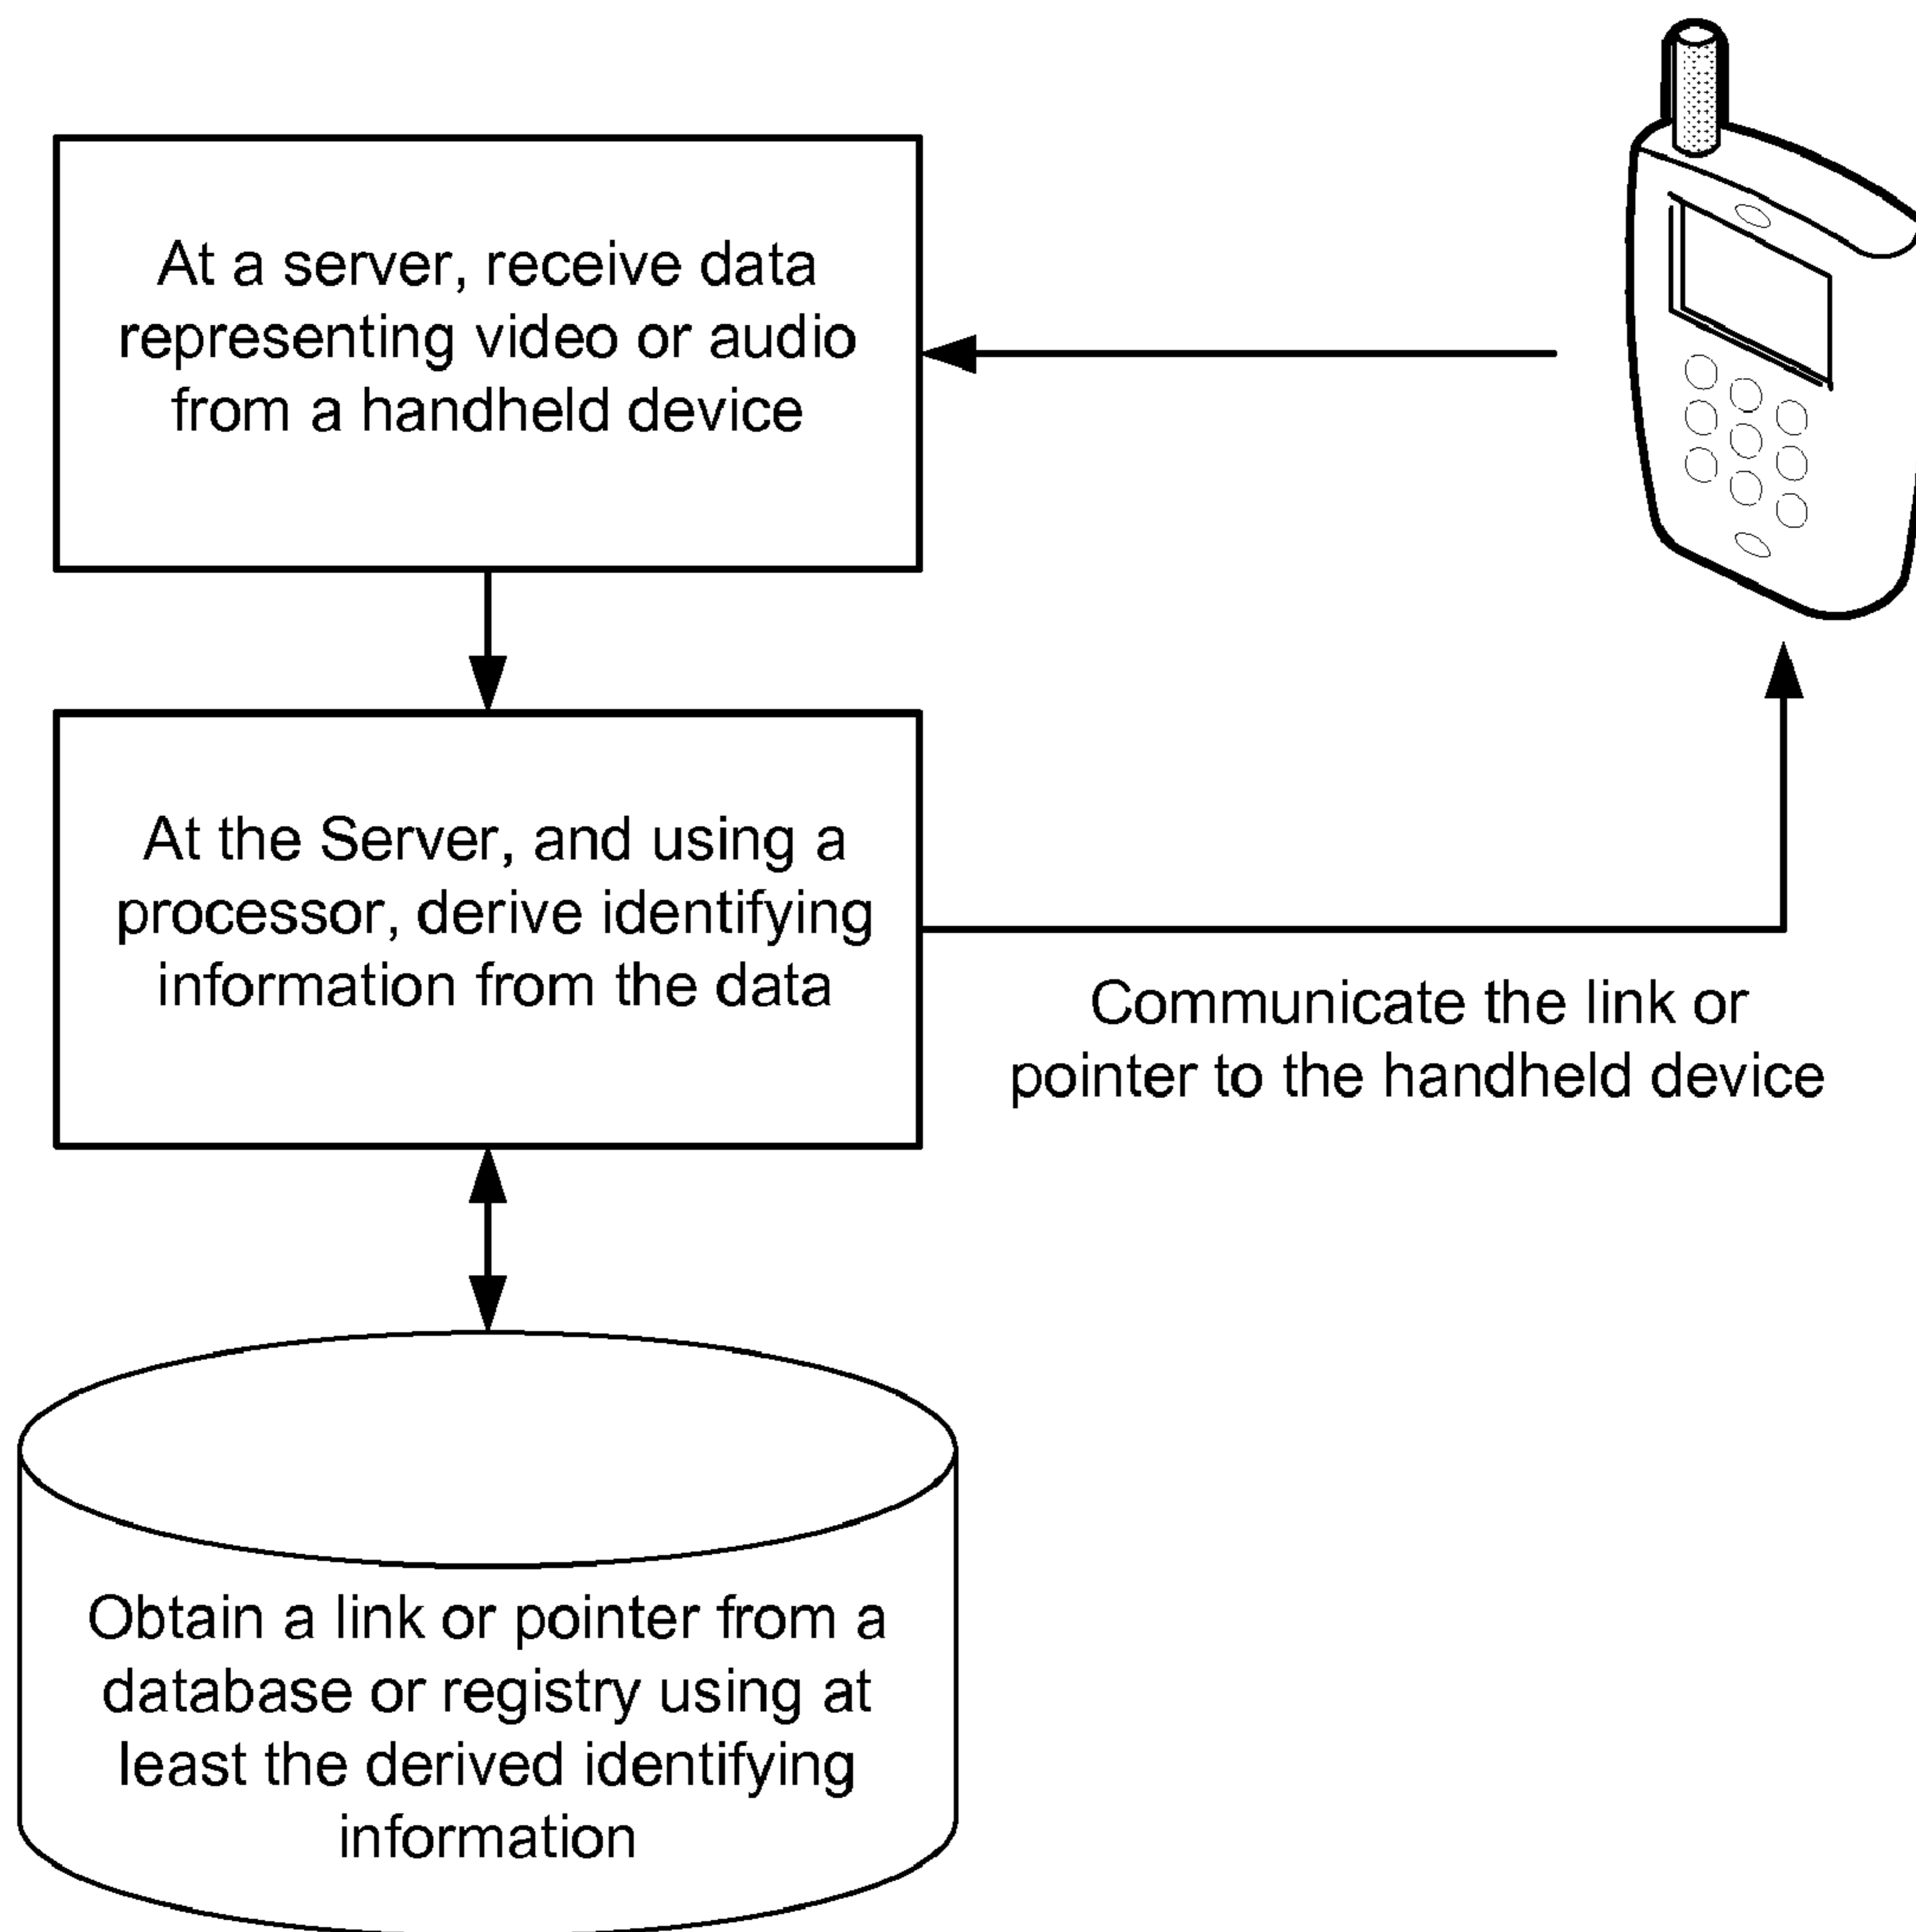 At a server, receive data
representing video or audio
from a handheld device
At the Server, and using a
processor, derive identifying
information from the data
Communicate the link or
pointer to the handheld device
Obtain a link or pointer from a
database or registry using at
least the derived identifying
information